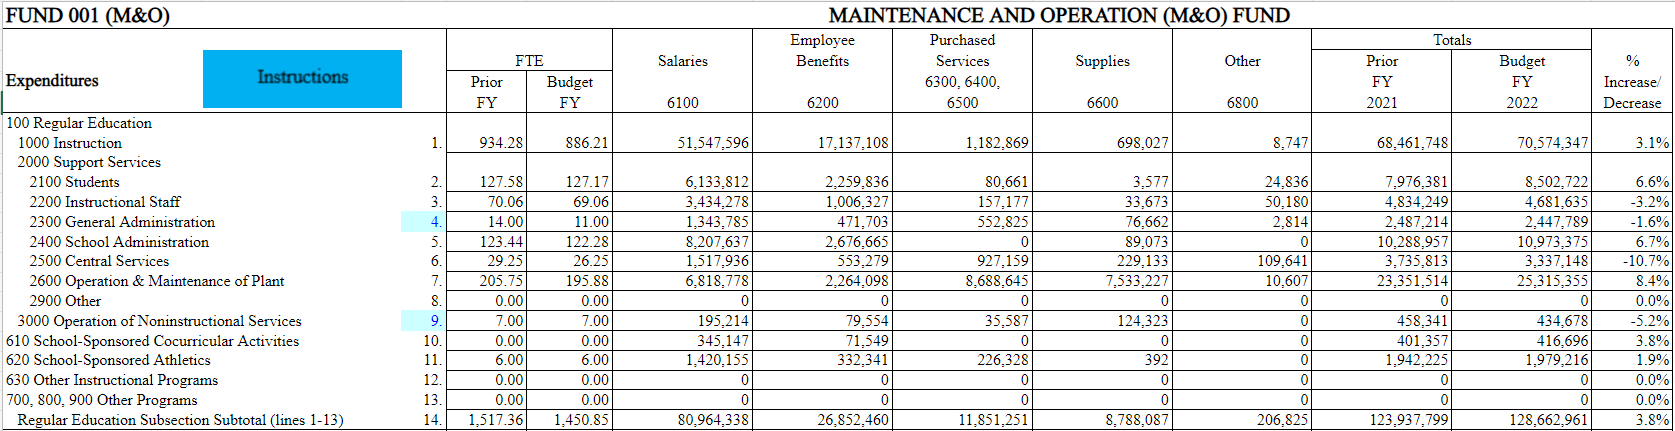 FUND 001 (M&O) MAINTENANCE AND OPERATION (M&O) FUND
Employee Purchased Totals
FTE Salaries Benefits Services Supplies Other Prior Budget %
Expenditures Instructions Prior Budget 6300, 6400, FY FY Increase/
FY FY 6100 6200 6500 6600 6800 2021 2022 Decrease
100 Regular Education
1000 Instruction 1. 934.28 886.21 51,547,596 17,137,108 1,182,869 698,027 8,747 68,461,748 70,574,347 3.1%
2000 Support Services
2100 Students 2. 127.58 127.17 6,133,812 2,259,836 80,661 3,577 24,836 7,976,381 8,502,722 6.6%
2200 Instructional Staff 3. 70.06 69.06 3,434,278 1,006,327 157,177 33,673 50,180 4,834,249 4,681,635 -3.2%
2300 General Administration 4. 14.00 11.00 1,343,785 471,703 552,825 76,662 2,814 2,487,214 2,447,789 -1.6%
2400 School Administration 5. 123.44 122.28 8,207,637 2,676,665 0 89,073 0 10,288,957 10,973,375 6.7%
2500 Central Services 6. 29.25 26.25 1,517,936 553,279 927,159 229,133 109,641 3,735,813 3,337,148 -10.7%
2600 Operation & Maintenance of Plant 7. 205.75 195.88 6,818,778 2,264,098 8,688,645 7,533,227 10,607 23,351,514 25,315,355 8.4%
2900 Other 8. 0.00 0.00 0 0 0 0 0 0 0 0.0%
3000 Operation of Noninstructional Services 9. 7.00 7.00 195,214 79,554 35,587 124,323 0 458,341 434,678 -5.2%
610 School-Sponsored Cocurricular Activities 10. 0.00 0.00 345,147 71,549 0 0 0 401,357 416,696 3.8%
620 School-Sponsored Athletics 11. 6.00 6.00 1,420,155 332,341 226,328 392 0 1,942,225 1,979,216 1.9%
630 Other Instructional Programs 12. 0.00 0.00 0 0 0 0 0 0 0 0.0%
700, 800, 900 Other Programs 13. 0.00 0.00 0 0 0 0 0 0 0 0.0%
Regular Education Subsection Subtotal (lines 1-13) 14. 1,517.36 1,450.85 80,964,338 26,852,460 11,851,251 8,788,087 206,825 123,937,799 128,662,961 3.8%